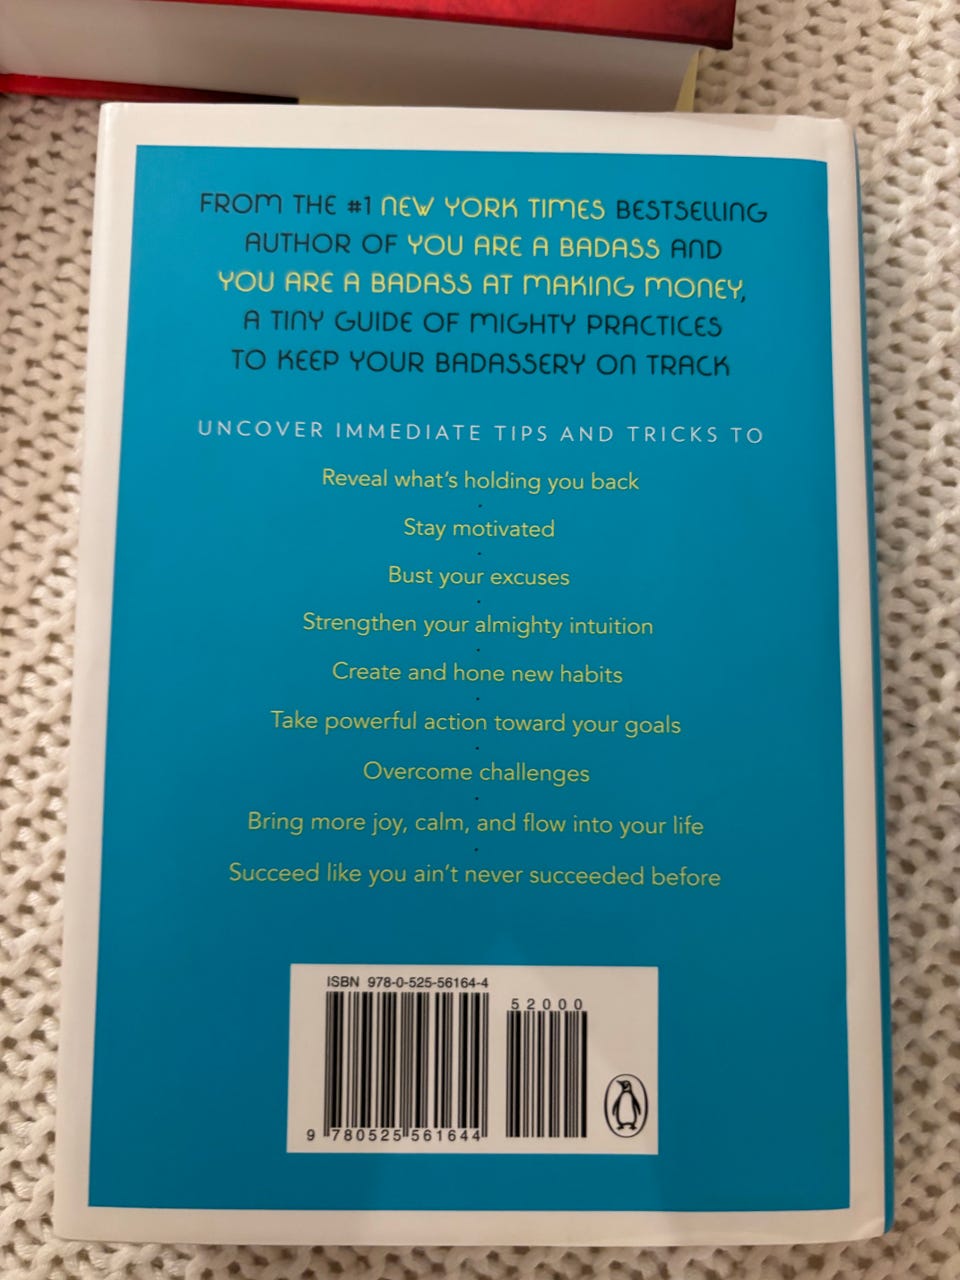 FROM THE #1 NEW YORK TIMES BESTSELLING
AUTHOR OF YOU ARE A BADASS AND
YOU ARE A BADASS AT MAKING MONEY,
A TINY GUIDE OF MIGHTY PRACTICES
TO KEEP YOUR BADASSERY ON TRACK
UNCOVER IMMEDIATE TIPS AND TRICKS TO
Reveal what's holding you back
Stay motivated
Bust your excuses
Strengthen your almighty intuition
Create and hone new habits
Take powerful action toward your goals
Overcome challenges
Bring more joy, calm, and flow into your life
Succeed like you ain't never succeeded before
ISBN 978-0-525-56164-4
52000
9 780525 561644